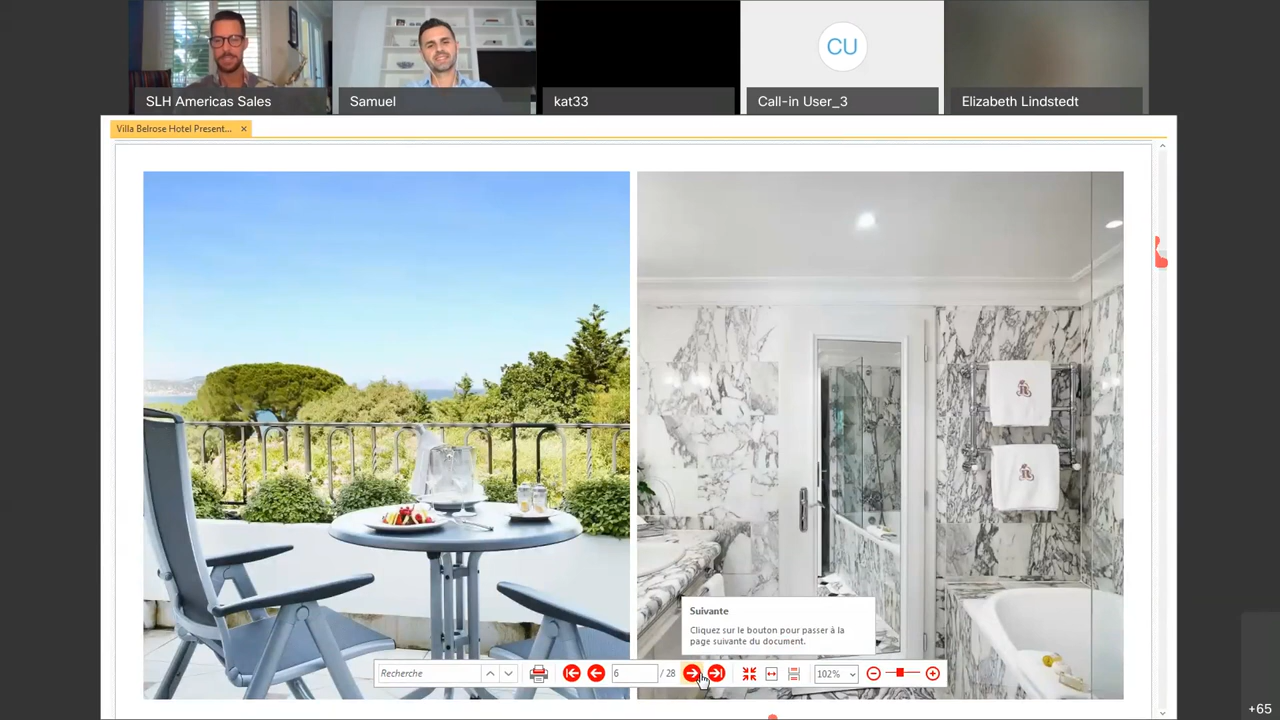 CU
SLH Americas Sales
Samuel
kat33
Call-in User_3
Elizabeth Lindstedt
Villa Belrose Hotel Present...
Suivante
Cliquez sur le bouton pour passer à la
page suivante du document.
Recherche
6
/ 28
102%
+65